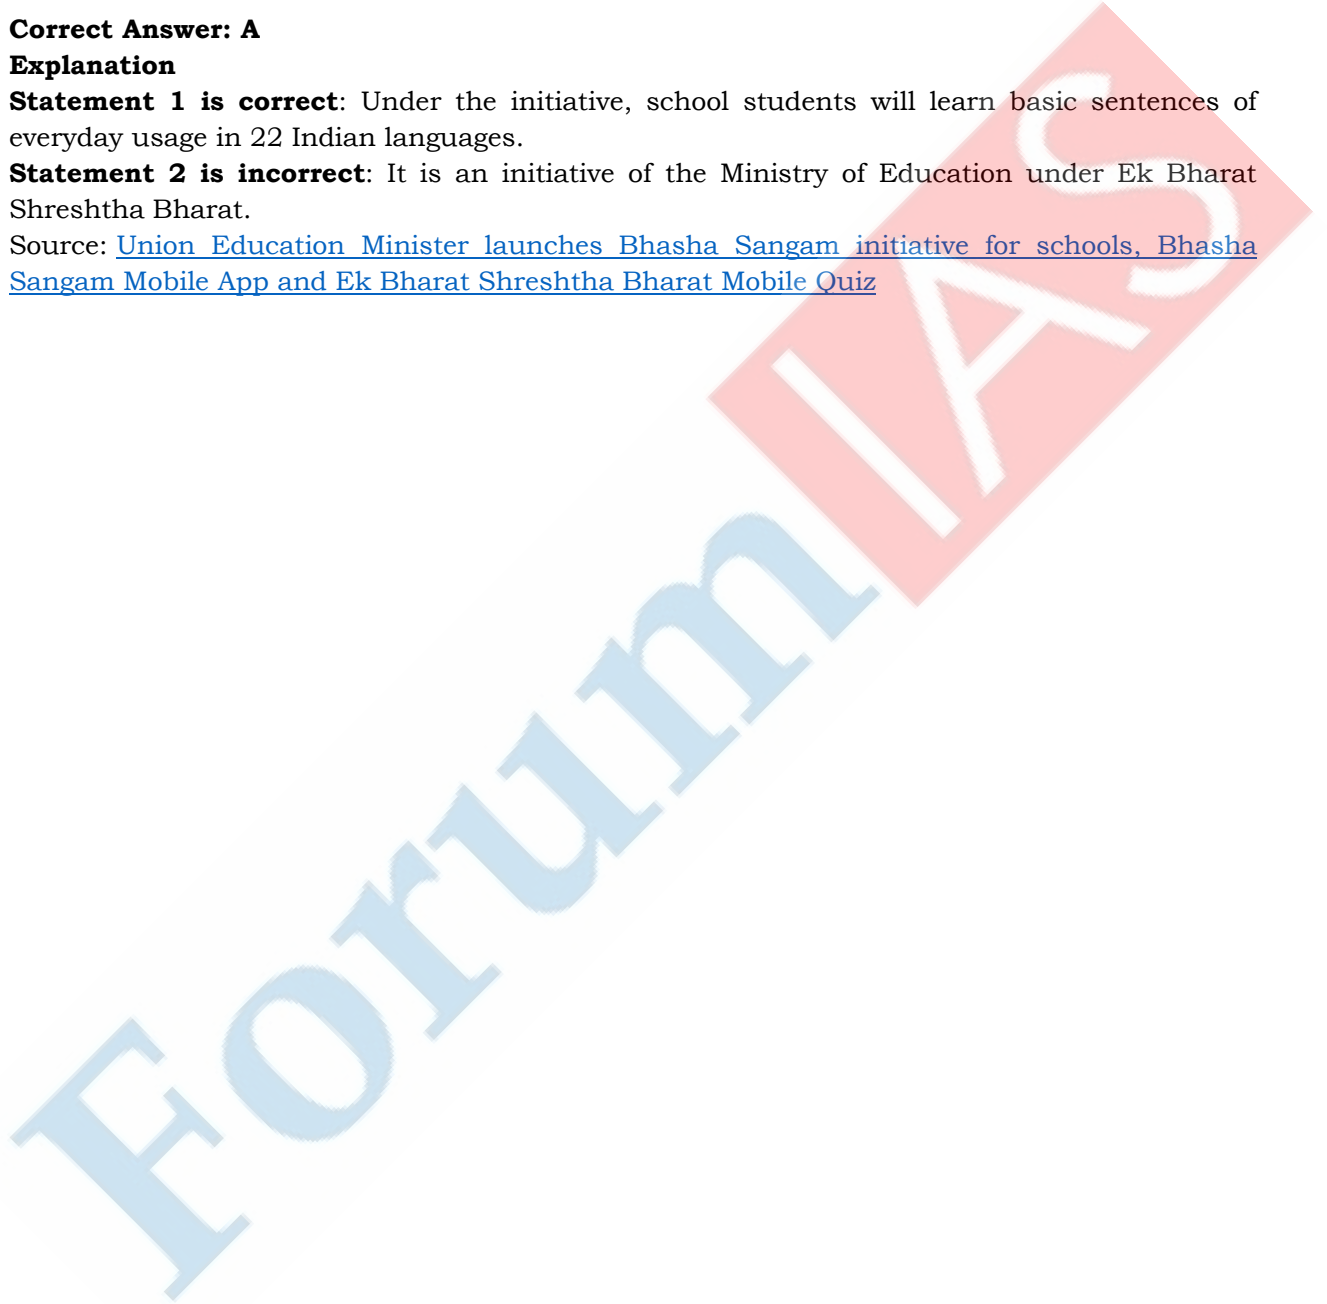 Correct Answer: A
Explanation
Statement 1 is correct: Under the initiative, school students will learn basic sentences of
everyday usage in 22 Indian languages.
Statement 2 is incorrect: It is an initiative of the Ministry of Education under Ek Bharat
Shreshtha Bharat.
Source: Union Education Minister launches Bhasha Sangam initiative for schools, Bhasha
Sangam Mobile App and Ek Bharat Shreshtha Bharat Mobile Quiz
Forum IAS